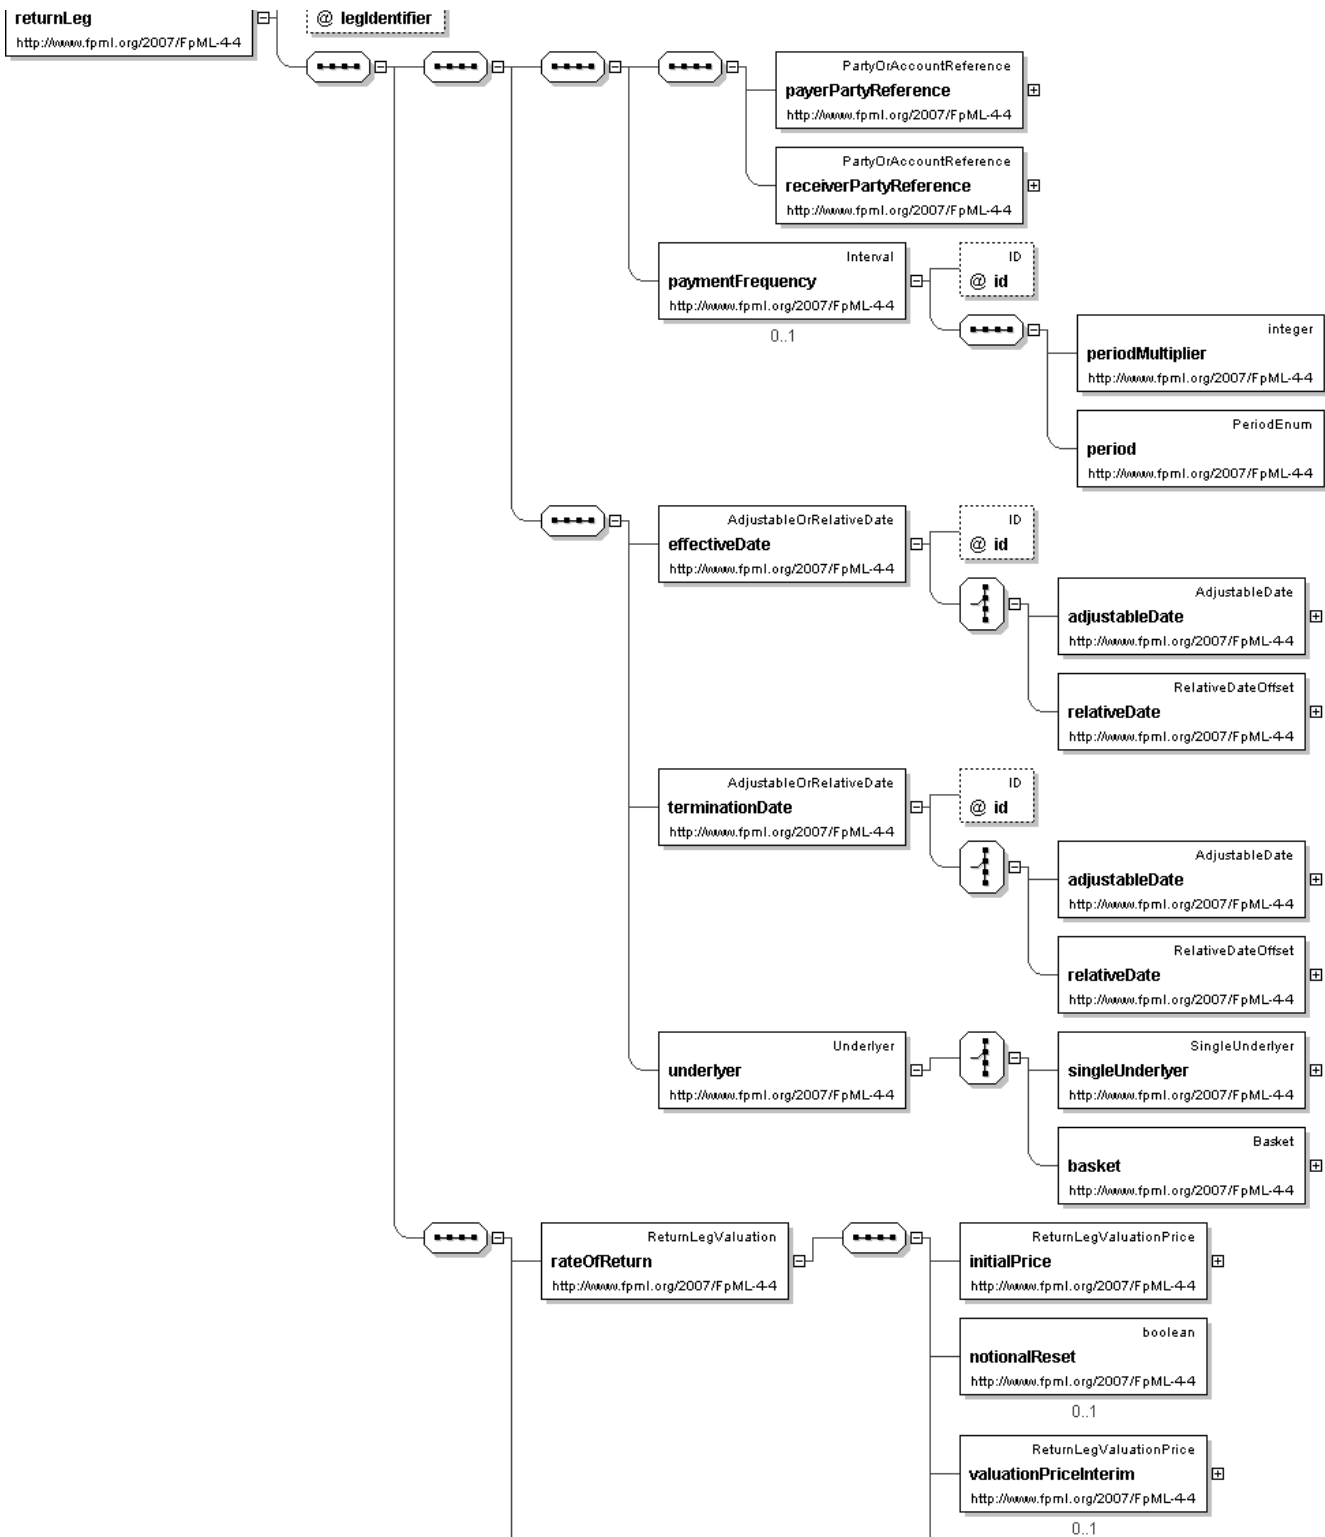 returnLeg
http://www.fpml.org/2007/FpML-4-4
@ legIdentifier
PartyOrAccountReference
payerPartyReference
http://www.fpml.org/2007/FpML-4-4
PartyOrAccountReference
receiverPartyReference
http://www.fpml.org/2007/FpML-4-4
Interval
paymentFrequency
http://www.fpml.org/2007/FpML-4-4
0..1
ID
@ id
integer
periodMultiplier
http://www.fpml.org/2007/FpML-4-4
PeriodEnum
period
http://www.fpml.org/2007/FpML-4-4
AdjustableOrRelativeDate
effectiveDate
http://www.fpml.org/2007/FpML-4-4
ID
@ id
AdjustableDate
adjustableDate
http://www.fpml.org/2007/FpML-4-4
RelativeDateOffset
relativeDate
http://www.fpml.org/2007/FpML-4-4
AdjustableOrRelativeDate
terminationDate
http://www.fpml.org/2007/FpML-4-4
ID
@ id
AdjustableDate
adjustableDate
http://www.fpml.org/2007/FpML-4-4
RelativeDateOffset
relativeDate
http://www.fpml.org/2007/FpML-4-4
Underlyer
underlyer
http://www.fpml.org/2007/FpML-4-4
SingleUnderlyer
singleUnderlyer
http://www.fpml.org/2007/FpML-4-4
Basket
basket
http://www.fpml.org/2007/FpML-4-4
ReturnLegValuation
rateOfReturn
http://www.fpml.org/2007/FpML-4-4
ReturnLegValuationPrice
initialPrice
http://www.fpml.org/2007/FpML-4-4
boolean
notionalReset
http://www.fpml.org/2007/FpML-4-4
0..1
ReturnLegValuationPrice
valuationPriceInterim
http://www.fpml.org/2007/FpML-4-4
0..1